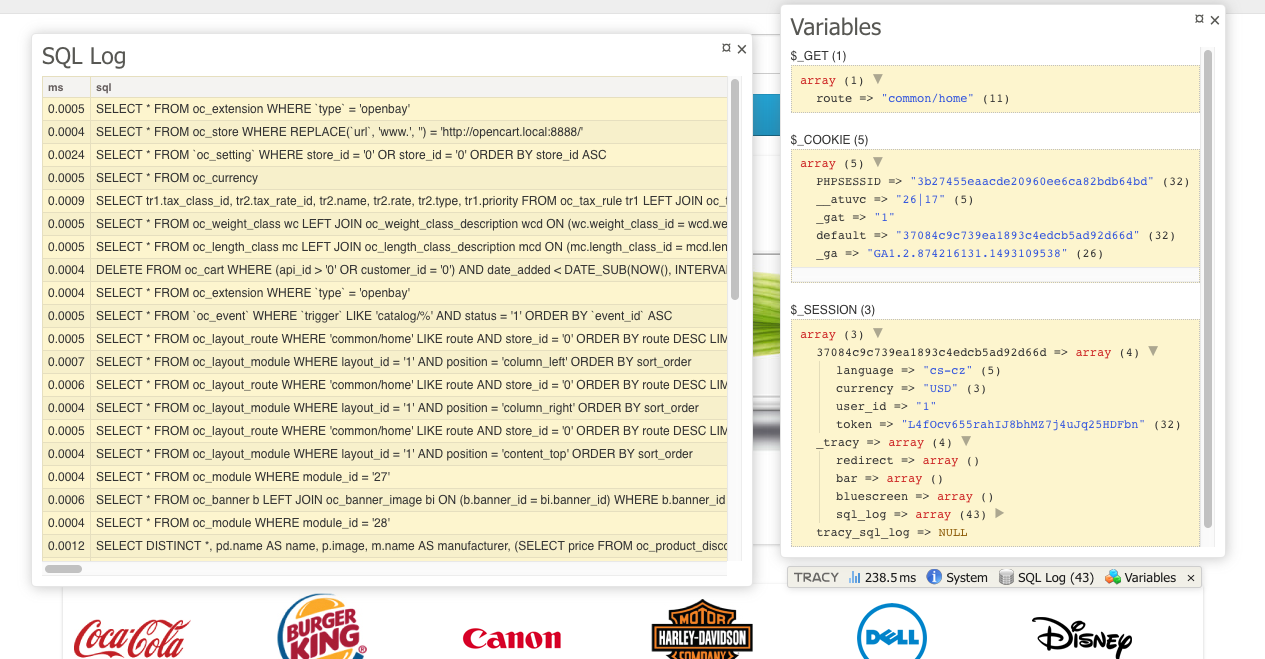 SQL Log
¤ ×
ms sql
0.0005 SELECT * FROM oc_extension WHERE `type` = 'openbay'
0.0004 SELECT * FROM oc_store WHERE REPLACE(`url`, 'www.', '') = 'http://opencart.local:8888/'
0.0024 SELECT * FROM `oc_setting` WHERE store_id = '0' OR store_id = '0' ORDER BY store_id ASC
0.0005 SELECT * FROM oc_currency
0.0009 SELECT tr1.tax_class_id, tr2.tax_rate_id, tr2.name, tr2.rate, tr2.type, tr1.priority FROM oc_tax_rule tr1 LEFT JOIN oc_t
0.0005 SELECT * FROM oc_weight_class wc LEFT JOIN oc_weight_class_description wcd ON (wc.weight_class_id = wcd.we
0.0005 SELECT * FROM oc_length_class mc LEFT JOIN oc_length_class_description mcd ON (mc.length_class_id = mcd.len
0.0004 DELETE FROM oc_cart WHERE (api_id > '0' OR customer_id = '0') AND date_added < DATE_SUB(NOW(), INTERVA
0.0004 SELECT * FROM oc_extension WHERE `type` = 'openbay'
0.0005 SELECT * FROM `oc_event` WHERE `trigger` LIKE 'catalog/%' AND status = '1' ORDER BY `event_id` ASC
0.0005 SELECT * FROM oc_layout_route WHERE 'common/home' LIKE route AND store_id = '0' ORDER BY route DESC LIM
0.0007 SELECT * FROM oc_layout_module WHERE layout_id = '1' AND position = 'column_left' ORDER BY sort_order
0.0006 SELECT * FROM oc_layout_route WHERE 'common/home' LIKE route AND store_id = '0' ORDER BY route DESC LIM
0.0004 SELECT * FROM oc_layout_module WHERE layout_id = '1' AND position = 'column_right' ORDER BY sort_order
0.0005 SELECT * FROM oc_layout_route WHERE 'common/home' LIKE route AND store_id = '0' ORDER BY route DESC LIM
0.0004 SELECT * FROM oc_layout_module WHERE layout_id = '1' AND position = 'content_top' ORDER BY sort_order
0.0004 SELECT * FROM oc_module WHERE module_id = '27'
0.0006 SELECT * FROM oc_banner b LEFT JOIN oc_banner_image bi ON (b.banner_id = bi.banner_id) WHERE b.banner_id
0.0004 SELECT * FROM oc_module WHERE module_id = '28'
0.0012 SELECT DISTINCT *, pd.name AS name, p.image, m.name AS manufacturer, (SELECT price FROM oc_product_disco
Variables
¤ ×
$_GET (1)
array (1) ▼
route => "common/home" (11)
$_COOKIE (5)
array (5) ▼
PHPSESSID => "3b27455eaacde20960ee6ca82bdb64bd" (32)
__atuvc => "26|17" (5)
_gat => "1"
default => "37084c9c739ea1893c4edcb5ad92d66d" (32)
_ga => "GA1.2.874216131.1493109538" (26)
$_SESSION (3)
array (3) ▼
37084c9c739ea1893c4edcb5ad92d66d => array (4) ▼
language => "cs-cz" (5)
currency => "USD" (3)
user_id => "1"
token => "L4fOcv655rahIJ8bhMZ7j4uJq25HDFbn" (32)
_tracy => array (4) ▼
redirect => array ()
bar => array ()
bluescreen => array ()
sql_log => array (43) ►
tracy_sql_log => NULL
TRACY 238.5 ms System SQL Log (43) Variables ×
Coca-Cola
BURGER
KING
Canon
MOTOR
HARLEY-DAVIDSON
COMPANY
DELL
Disney